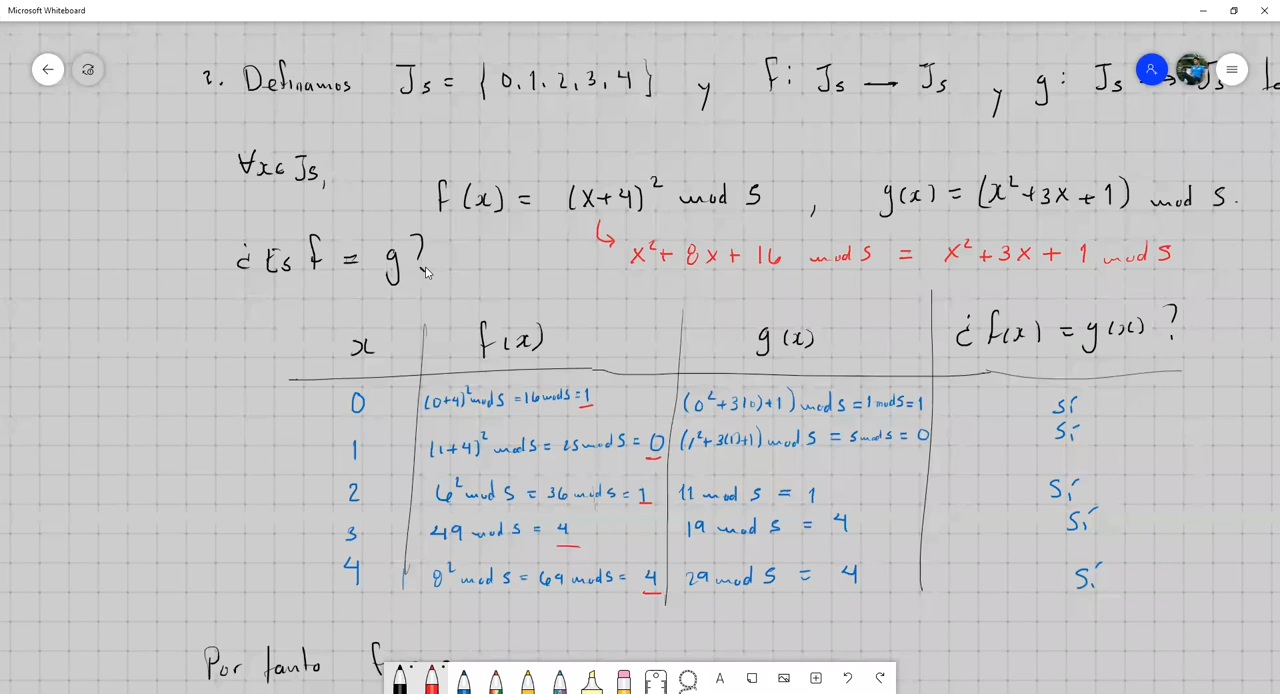 Microsoft Whiteboard
2. Definamos J5 = {0, 1, 2, 3, 4} y f: J5 → J5 y g: J5 → J5
∀x∈J5,
f(x) = (x+4)² mod 5 , g(x) = (x²+3x+1) mod 5.
¿Es f = g?
x²+8x+16 mod 5 = x²+3x+1 mod 5
x f(x) g(x) ¿f(x) = g(x)?
0 (0+4)² mod 5 = 16 mod 5 = 1 (0²+3(0)+1) mod 5 = 1 mod 5 = 1 Sí
1 (1+4)² mod 5 = 25 mod 5 = 0 (1²+3(1)+1) mod 5 = 5 mod 5 = 0 Sí
2 6² mod 5 = 36 mod 5 = 1 11 mod 5 = 1 Sí
3 49 mod 5 = 4 19 mod 5 = 4 Sí
4 8² mod 5 = 64 mod 5 = 4 29 mod 5 = 4 Sí
Por tanto f
A